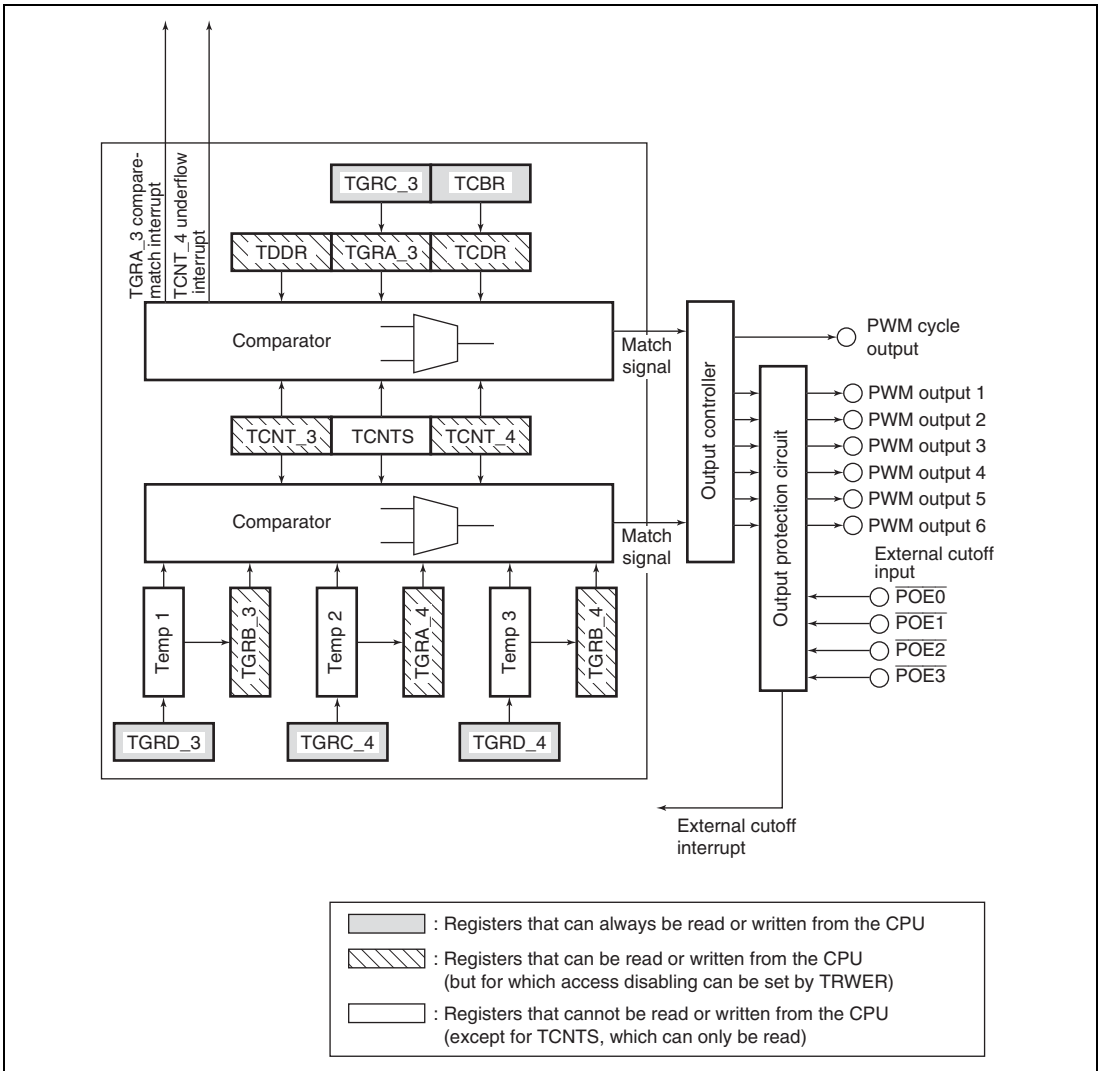 TGRA_3 compare-
match interrupt
TCNT_4 underflow
interrupt
TGRC_3
TCBR
TDDR
TGRA_3
TCDR
Comparator
Match
signal
TCNT_3
TCNTS
TCNT_4
Comparator
Match
signal
Temp 1
TGRB_3
Temp 2
TGRA_4
Temp 3
TGRB_4
TGRD_3
TGRC_4
TGRD_4
Output controller
Output protection circuit
PWM cycle
output
PWM output 1
PWM output 2
PWM output 3
PWM output 4
PWM output 5
PWM output 6
External cutoff
input
POE0
POE1
POE2
POE3
External cutoff
interrupt
: Registers that can always be read or written from the CPU
: Registers that can be read or written from the CPU
(but for which access disabling can be set by TRWER)
: Registers that cannot be read or written from the CPU
(except for TCNTS, which can only be read)